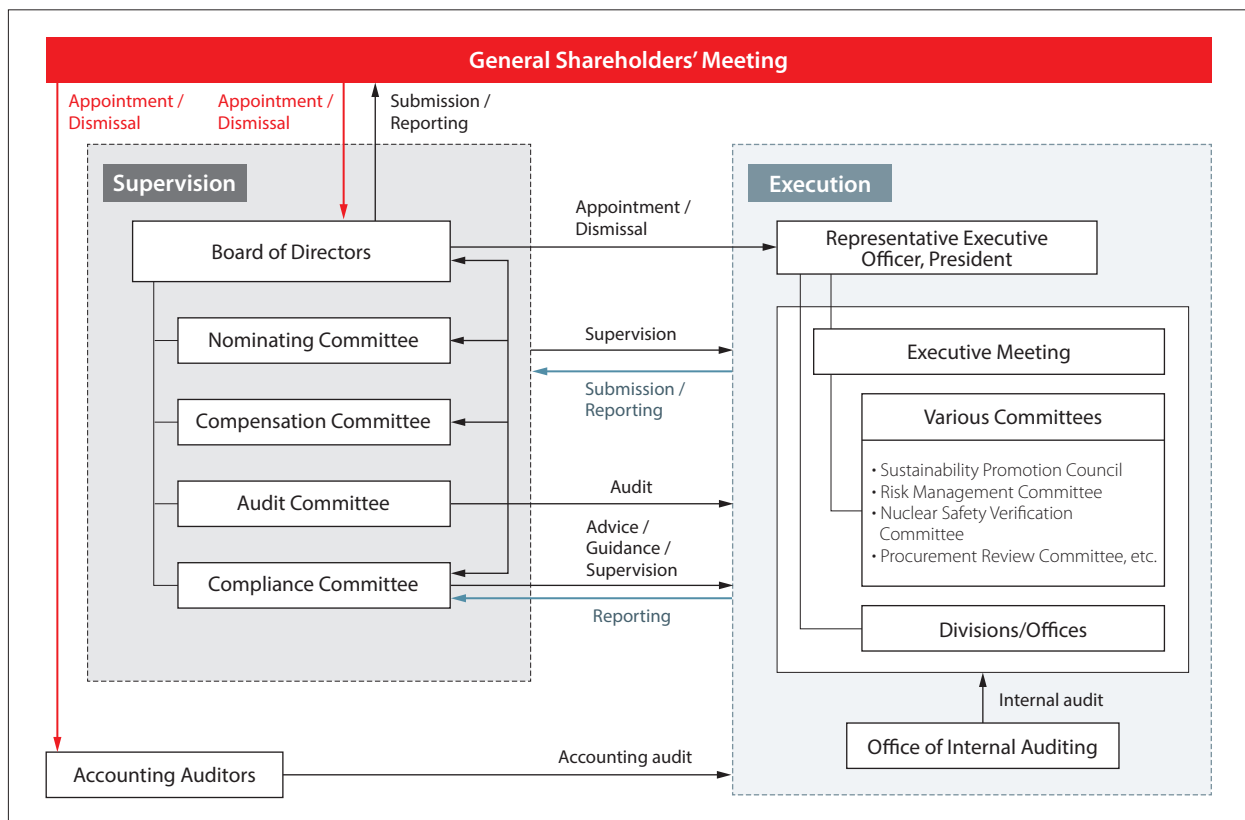 General Shareholders' Meeting
Appointment /
Dismissal
Appointment /
Dismissal
Submission /
Reporting
Supervision
Board of Directors
Nominating Committee
Compensation Committee
Audit Committee
Compliance Committee
Appointment /
Dismissal
Supervision
Submission /
Reporting
Audit
Advice /
Guidance /
Supervision
Reporting
Execution
Representative Executive
Officer, President
Executive Meeting
Various Committees
• Sustainability Promotion Council
• Risk Management Committee
• Nuclear Safety Verification
Committee
• Procurement Review Committee, etc.
Divisions/Offices
Internal audit
Office of Internal Auditing
Accounting Auditors
Accounting audit